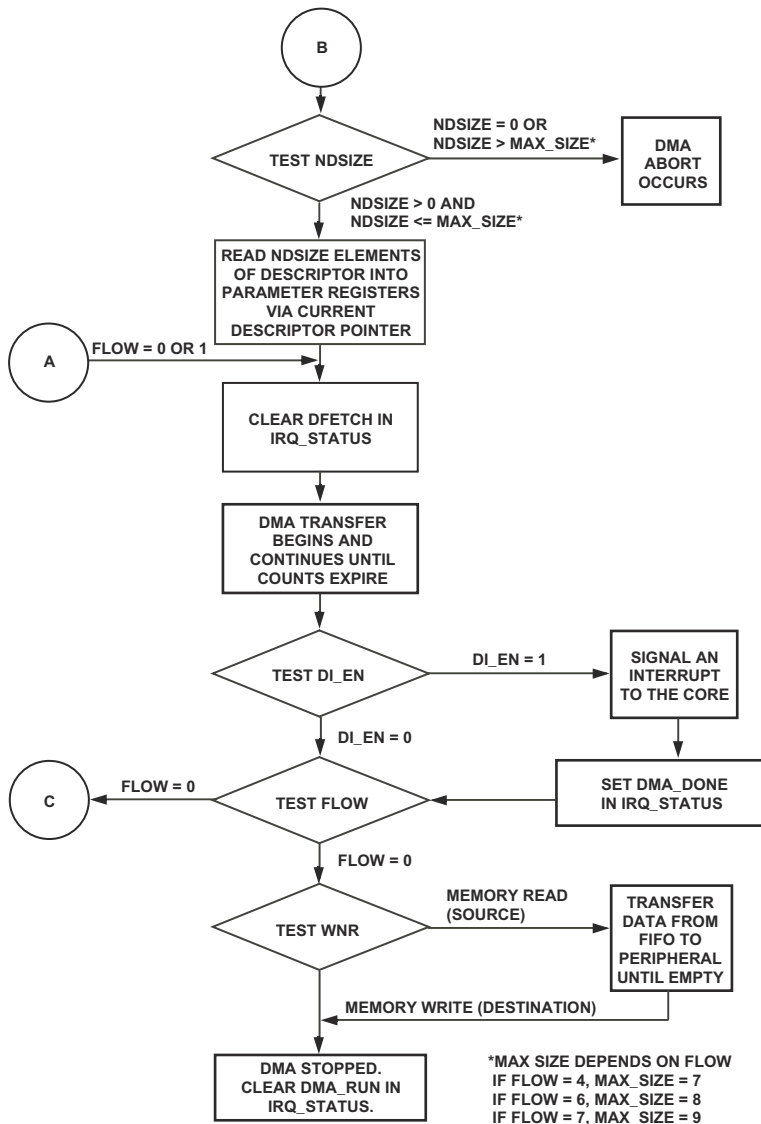 B
TEST NDSIZE
NDSIZE = 0 OR
NDSIZE > MAX_SIZE*
DMA
ABORT
OCCURS
NDSIZE > 0 AND
NDSIZE <= MAX_SIZE*
READ NDSIZE ELEMENTS
OF DESCRIPTOR INTO
PARAMETER REGISTERS
VIA CURRENT
DESCRIPTOR POINTER
A
FLOW = 0 OR 1
CLEAR DFETCH IN
IRQ_STATUS
DMA TRANSFER
BEGINS AND
CONTINUES UNTIL
COUNTS EXPIRE
TEST DI_EN
DI_EN = 1
SIGNAL AN
INTERRUPT
TO THE CORE
DI_EN = 0
SET DMA_DONE
IN IRQ_STATUS
C
FLOW = 0
TEST FLOW
FLOW = 0
TEST WNR
MEMORY READ
(SOURCE)
TRANSFER
DATA FROM
FIFO TO
PERIPHERAL
UNTIL EMPTY
MEMORY WRITE (DESTINATION)
DMA STOPPED.
CLEAR DMA_RUN IN
IRQ_STATUS.
*MAX SIZE DEPENDS ON FLOW
IF FLOW = 4, MAX_SIZE = 7
IF FLOW = 6, MAX_SIZE = 8
IF FLOW = 7, MAX_SIZE = 9